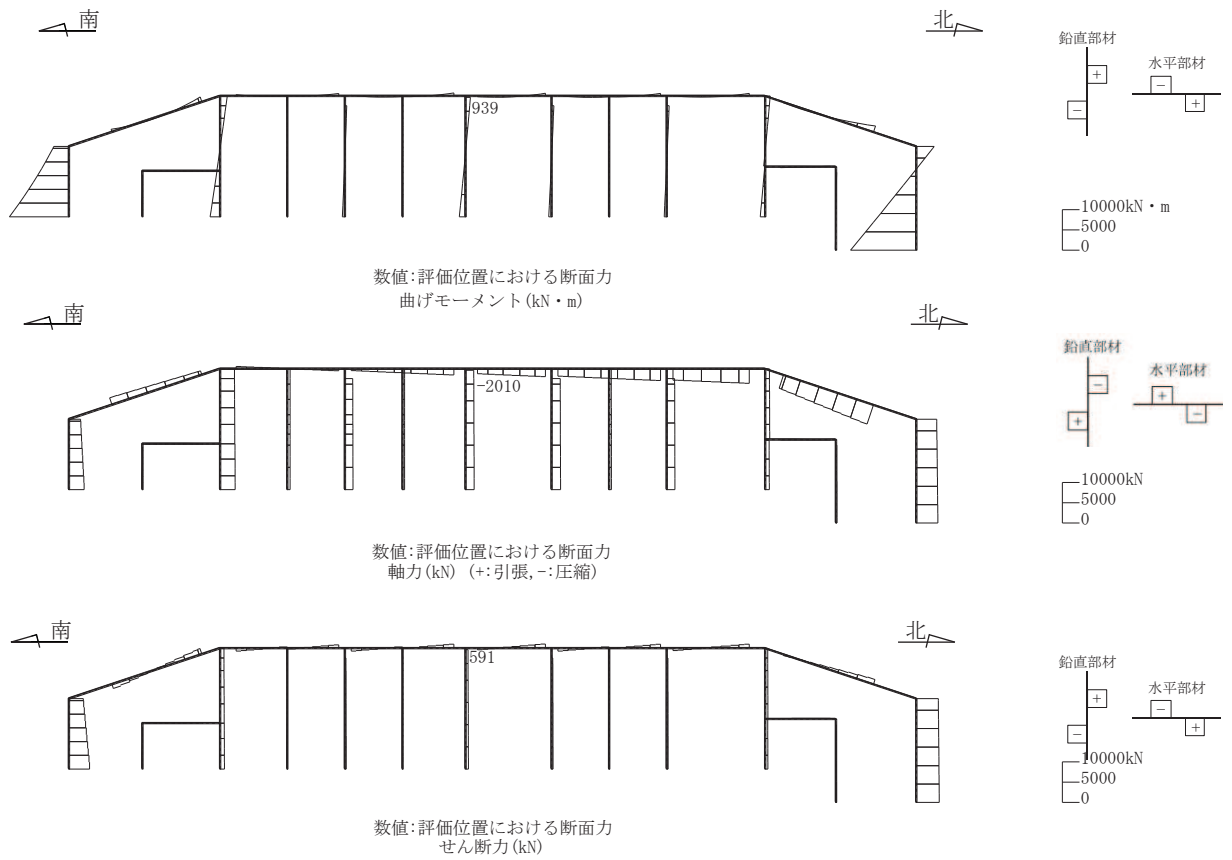 南
北
鉛直部材
水平部材
+
−
−
+
939
10000kN・m
5000
0
数値:評価位置における断面力
曲げモーメント(kN・m)
南
北
鉛直部材
水平部材
−
+
+
−
-2010
10000kN
5000
0
数値:評価位置における断面力
軸力(kN) (+:引張,-:圧縮)
南
北
鉛直部材
水平部材
+
−
−
+
591
10000kN
5000
0
数値:評価位置における断面力
せん断力(kN)